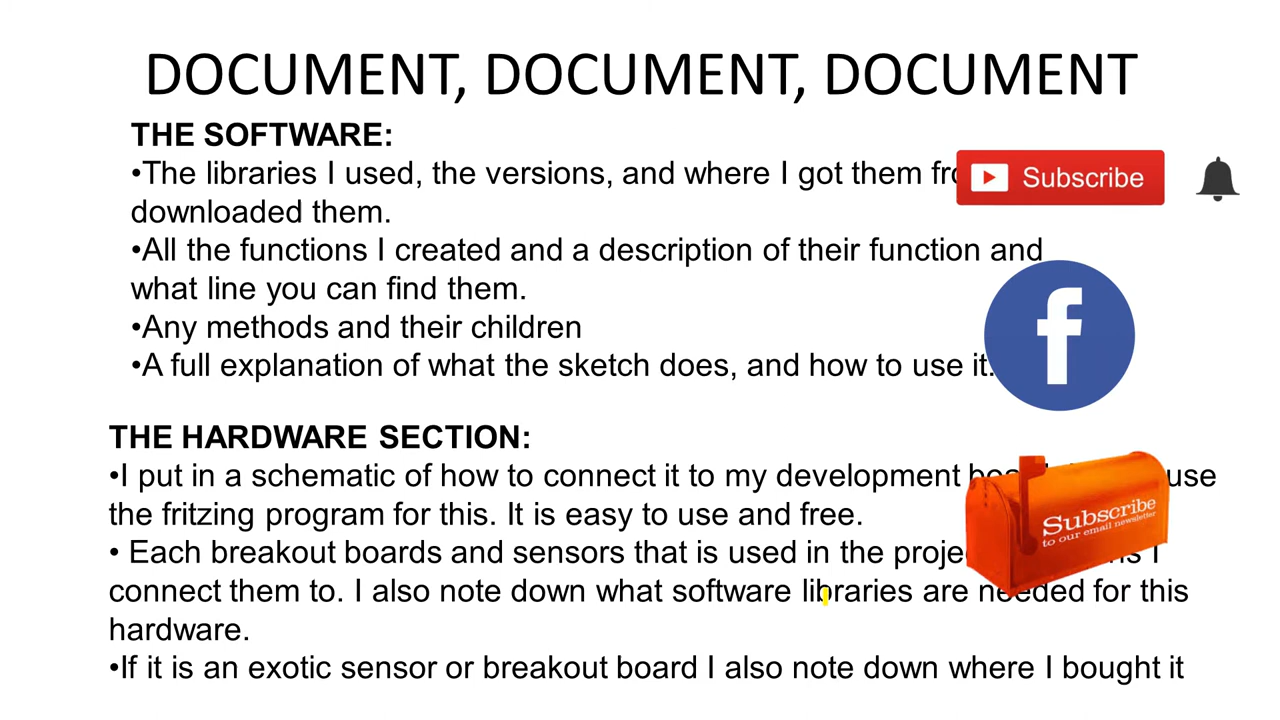 DOCUMENT, DOCUMENT, DOCUMENT
THE SOFTWARE:
•The libraries I used, the versions, and where I got them
Subscribe
downloaded them.
•All the functions I created and a description of their function and
what line you can find them.
•Any methods and their children
•A full explanation of what the sketch does, and how to use it.
f
THE HARDWARE SECTION:
•I put in a schematic of how to connect it to my development use
the fritzing program for this. It is easy to use and free.
Subscribe
to our email newsletter
• Each breakout boards and sensors that is used in the I
connect them to. I also note down what software libraries are needed for this
hardware.
•If it is an exotic sensor or breakout board I also note down where I bought it